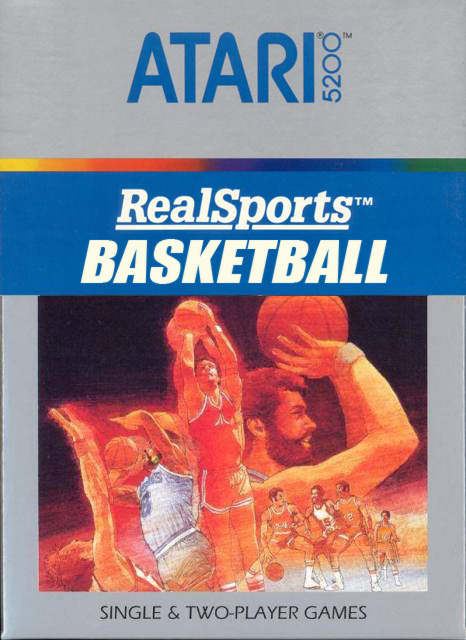 ATARI® 5200™
RealSports™
BASKETBALL
SINGLE & TWO-PLAYER GAMES